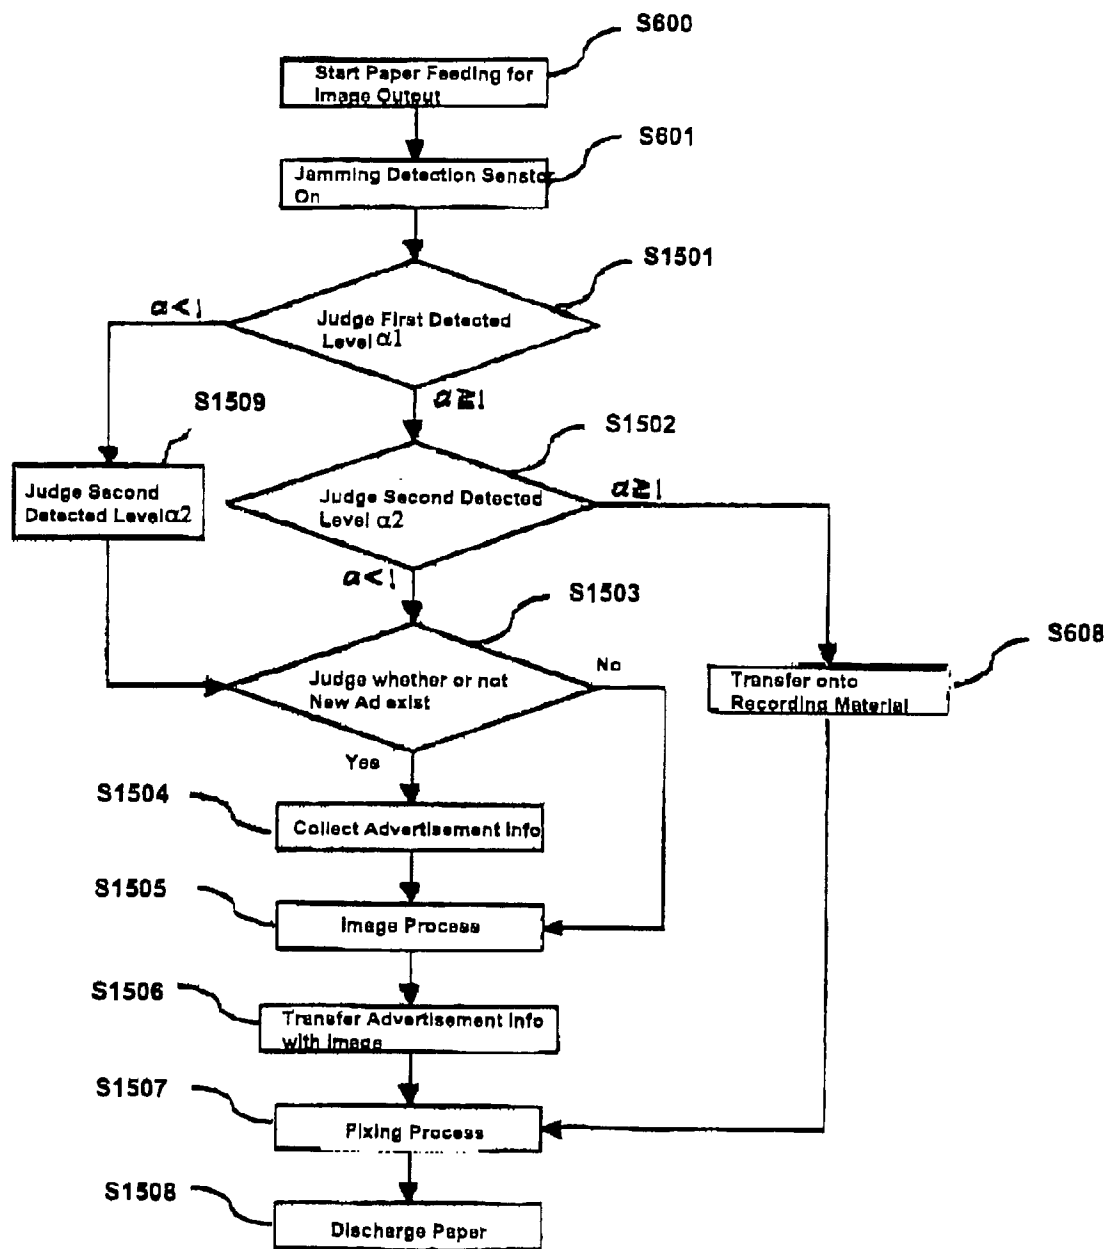 S600
Start Paper Feeding for
Image Output
S601
Jamming Detection Senstor
On
S1501
α<1
Judge First Detected
Level α1
α≧1
S1509
S1502
Judge Second
Detected Level α2
Judge Second Detected
Level α2
α≧1
α<1
S1503
S608
Judge whether or not
New Ad exist
No
Transfer onto
Recording Material
Yes
S1504
Collect Advertisement Info
S1505
Image Process
S1506
Transfer Advertisement Info
with Image
S1507
Fixing Process
S1508
Discharge Paper